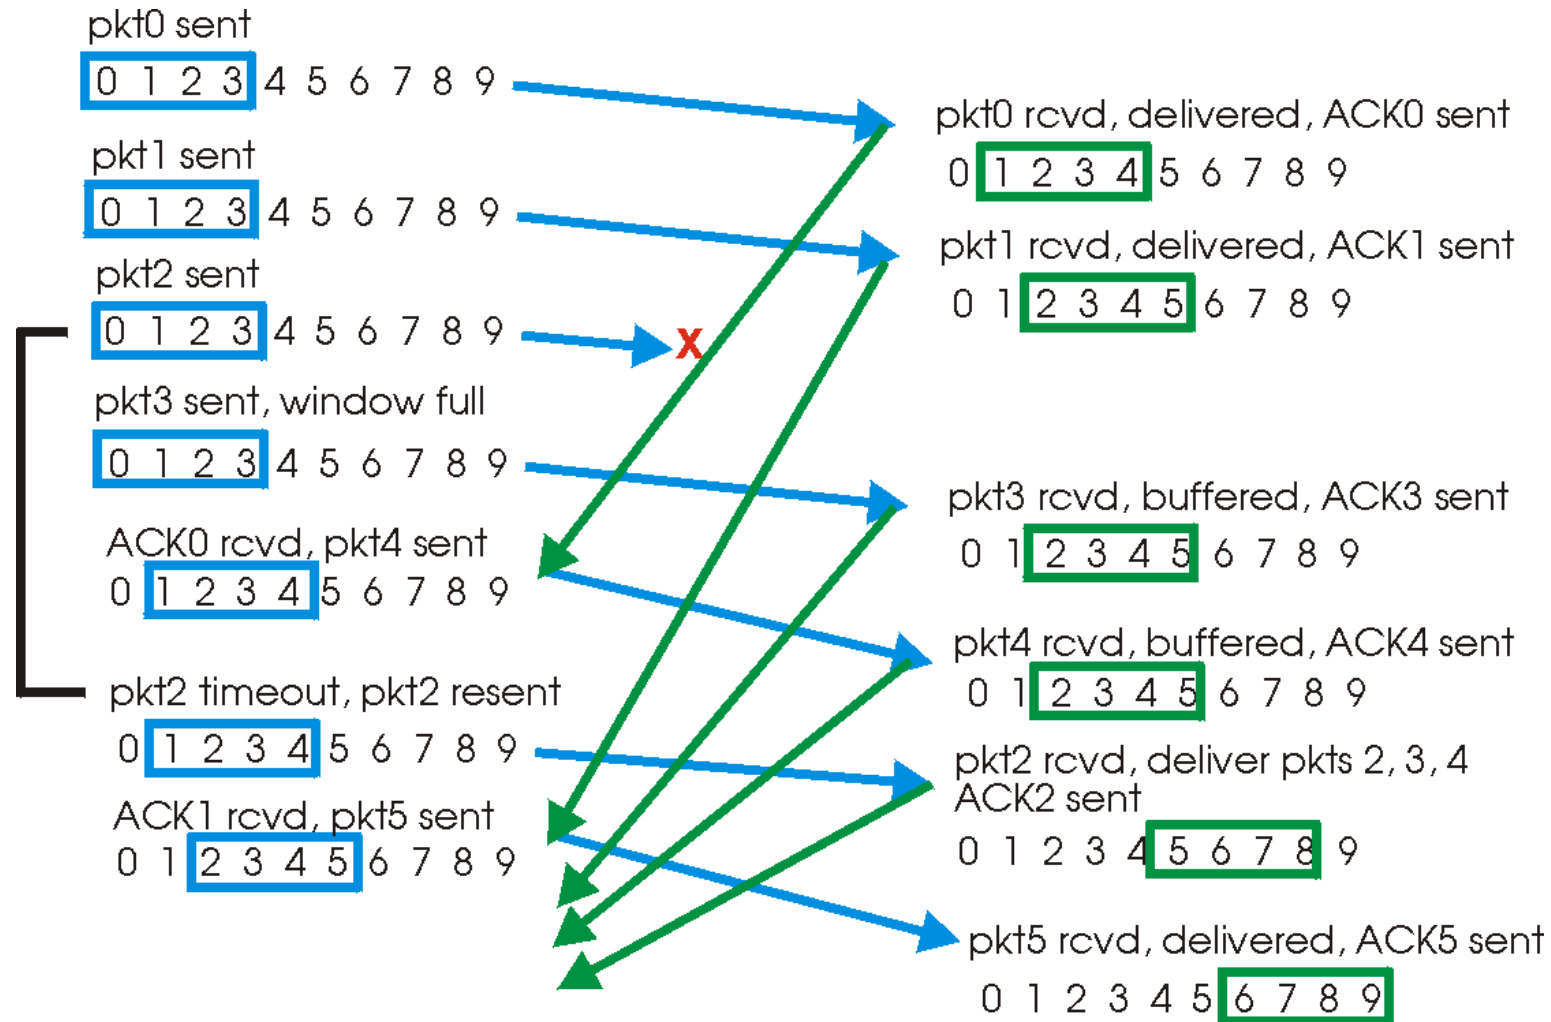 pkt0 sent
0 1 2 3 4 5 6 7 8 9
pkt1 sent
0 1 2 3 4 5 6 7 8 9
pkt2 sent
0 1 2 3 4 5 6 7 8 9
X
pkt3 sent, window full
0 1 2 3 4 5 6 7 8 9
ACK0 rcvd, pkt4 sent
0 1 2 3 4 5 6 7 8 9
pkt2 timeout, pkt2 resent
0 1 2 3 4 5 6 7 8 9
ACK1 rcvd, pkt5 sent
0 1 2 3 4 5 6 7 8 9
pkt0 rcvd, delivered, ACK0 sent
0 1 2 3 4 5 6 7 8 9
pkt1 rcvd, delivered, ACK1 sent
0 1 2 3 4 5 6 7 8 9
pkt3 rcvd, buffered, ACK3 sent
0 1 2 3 4 5 6 7 8 9
pkt4 rcvd, buffered, ACK4 sent
0 1 2 3 4 5 6 7 8 9
pkt2 rcvd, deliver pkts 2, 3, 4
ACK2 sent
0 1 2 3 4 5 6 7 8 9
pkt5 rcvd, delivered, ACK5 sent
0 1 2 3 4 5 6 7 8 9